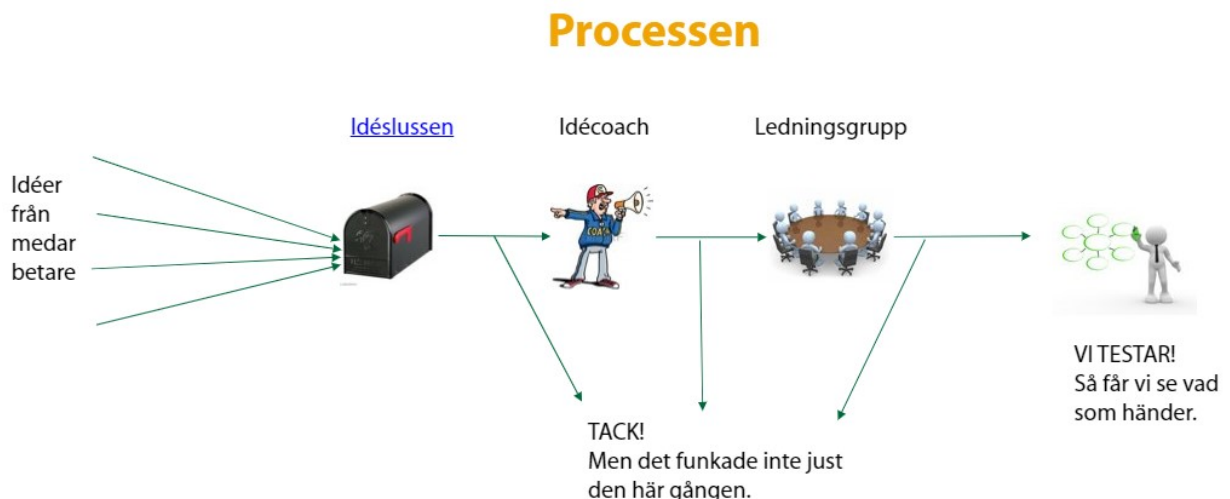 Processen
Idéslussen
Idécoach
Ledningsgrupp
Idéer
från
medar
betare
COACH
VI TESTAR!
Så får vi se vad
som händer.
TACK!
Men det funkade inte just
den här gången.